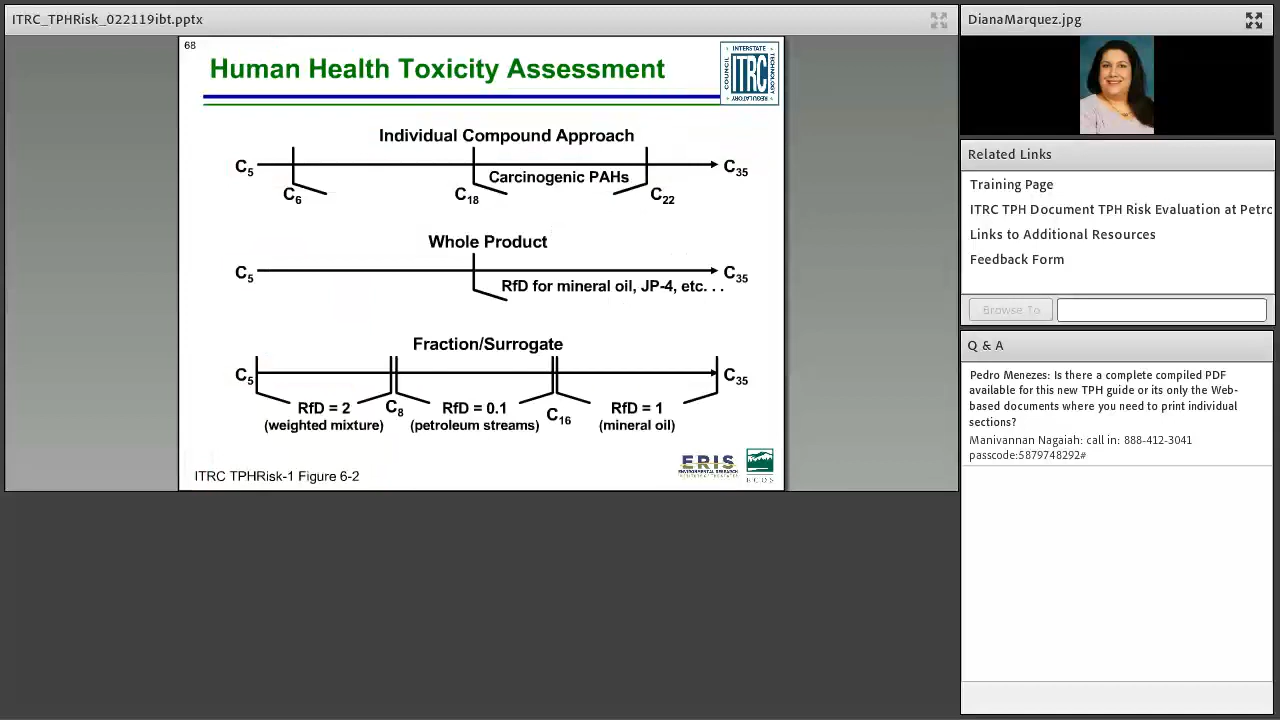 ITRC_TPHRisk_022119ibt.pptx
68
Human Health Toxicity Assessment
INTERSTATE
COUNCIL
ITRC
TECHNOLOGY
REGULATORY
Individual Compound Approach
C5
C35
Carcinogenic PAHs
C6
C18
C22
Whole Product
C5
C35
RfD for mineral oil, JP-4, etc. . .
Fraction/Surrogate
C5
C35
RfD = 2
C8
RfD = 0.1
C16
RfD = 1
(weighted mixture)
(petroleum streams)
(mineral oil)
ITRC TPHRisk-1 Figure 6-2
ERIS
ECOS
DianaMarquez.jpg
Related Links
Training Page
ITRC TPH Document TPH Risk Evaluation at Petrc
Links to Additional Resources
Feedback Form
Browse To
Q & A
Pedro Menezes: Is there a complete compiled PDF
available for this new TPH guide or its only the Web-
based documents where you need to print individual
sections?
Manivannan Nagaiah: call in: 888-412-3041
passcode:5879748292#